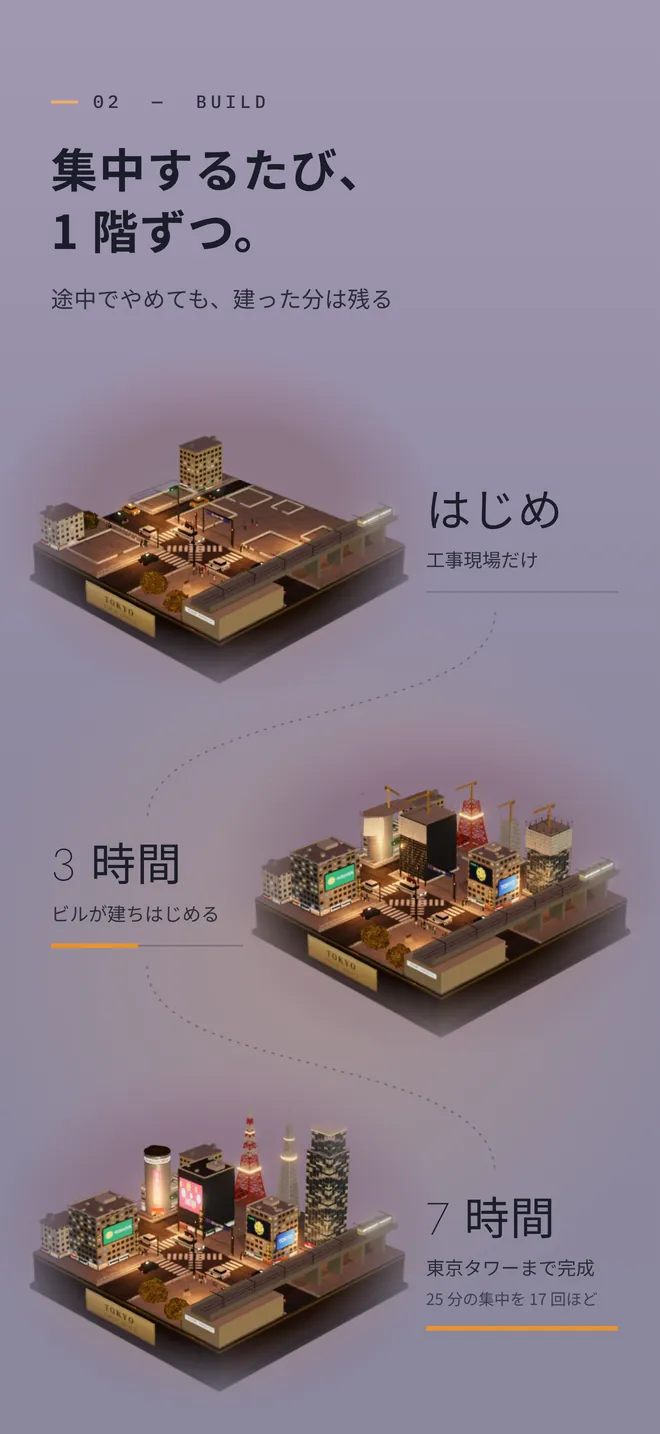 02 — BUILD
集中するたび、
1 階ずつ。
途中でやめても、建った分は残る
はじめ
工事現場だけ
TOKYO
3 時間
ビルが建ちはじめる
TOKYO
7 時間
東京タワーまで完成
25 分の集中を 17 回ほど
TOKYO